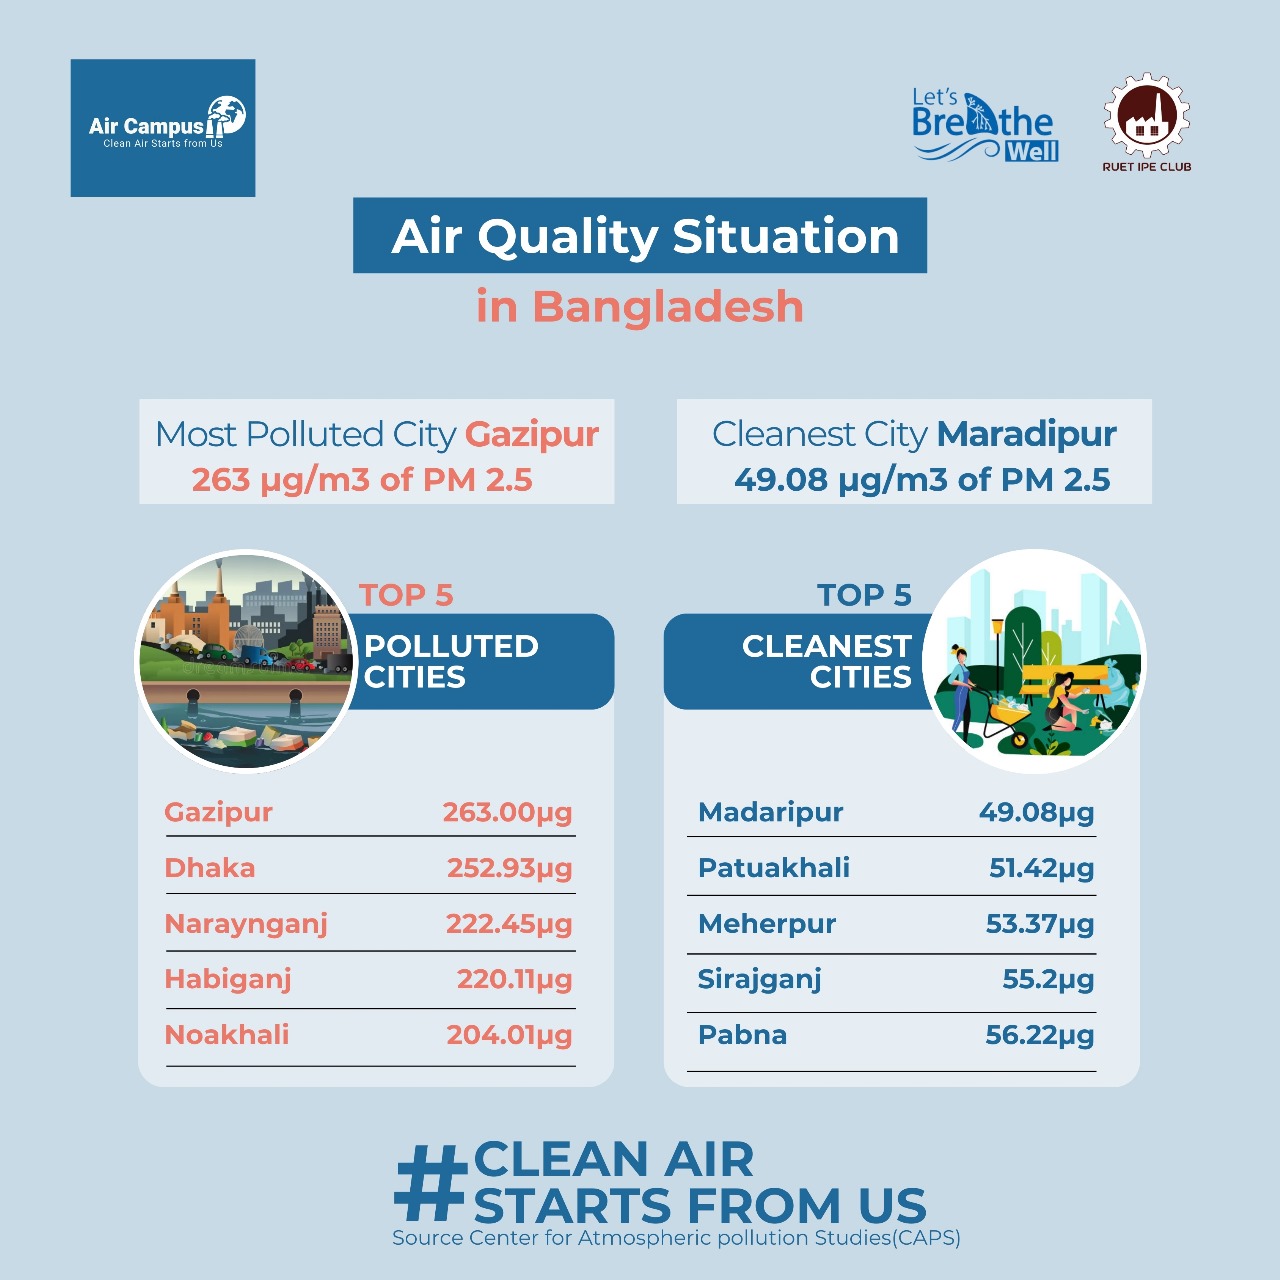 Air Campus
Clean Air Starts from Us
Let's
Breathe
Well
RUET IPE CLUB
Air Quality Situation
in Bangladesh
Most Polluted City Gazipur
263 µg/m3 of PM 2.5
Cleanest City Maradipur
49.08 µg/m3 of PM 2.5
TOP 5
POLLUTED
CITIES
Gazipur 263.00µg
Dhaka 252.93µg
Naraynganj 222.45µg
Habiganj 220.11µg
Noakhali 204.01µg
TOP 5
CLEANEST
CITIES
Madaripur 49.08µg
Patuakhali 51.42µg
Meherpur 53.37µg
Sirajganj 55.2µg
Pabna 56.22µg
#CLEAN AIR
STARTS FROM US
Source Center for Atmospheric pollution Studies(CAPS)